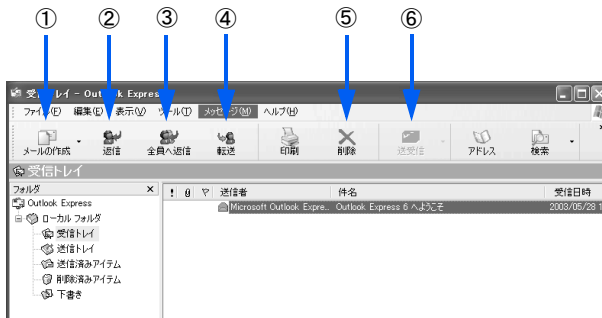 ① ② ③ ④ ⑤ ⑥
受信トレイ - Outlook Express
ファイル(F) 編集(E) 表示(V) ツール(T) メッセージ(M) ヘルプ(H)
メールの作成 返信 全員へ返信 転送 印刷 削除 送受信 アドレス 検索
受信トレイ
フォルダ × ! 送信者 件名 受信日時
Outlook Express
Microsoft Outlook Expre... Outlook Express 6 へようこそ 2003/05/28 1
ローカル フォルダ
受信トレイ
送信トレイ
送信済みアイテム
削除済みアイテム
下書き